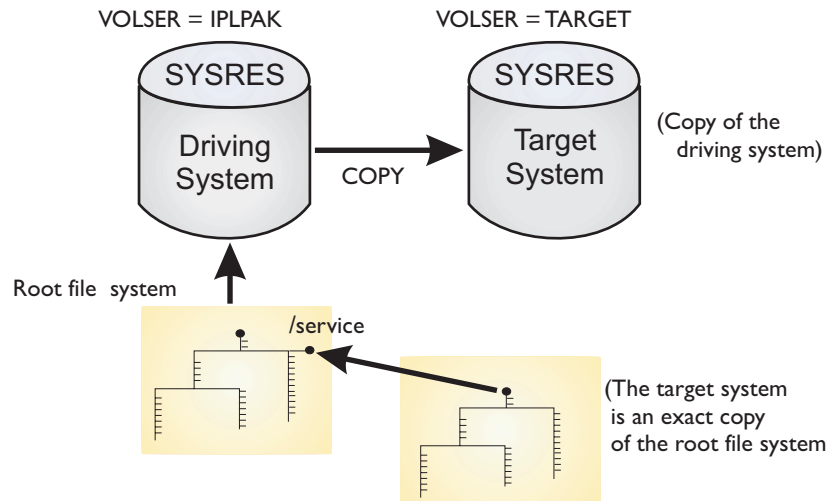 VOLSER = IPLPAK
VOLSER = TARGET
SYSRES
SYSRES
Driving
System
Target
System
COPY
(Copy of the
driving system)
Root file system
/service
(The target system
is an exact copy
of the root file system